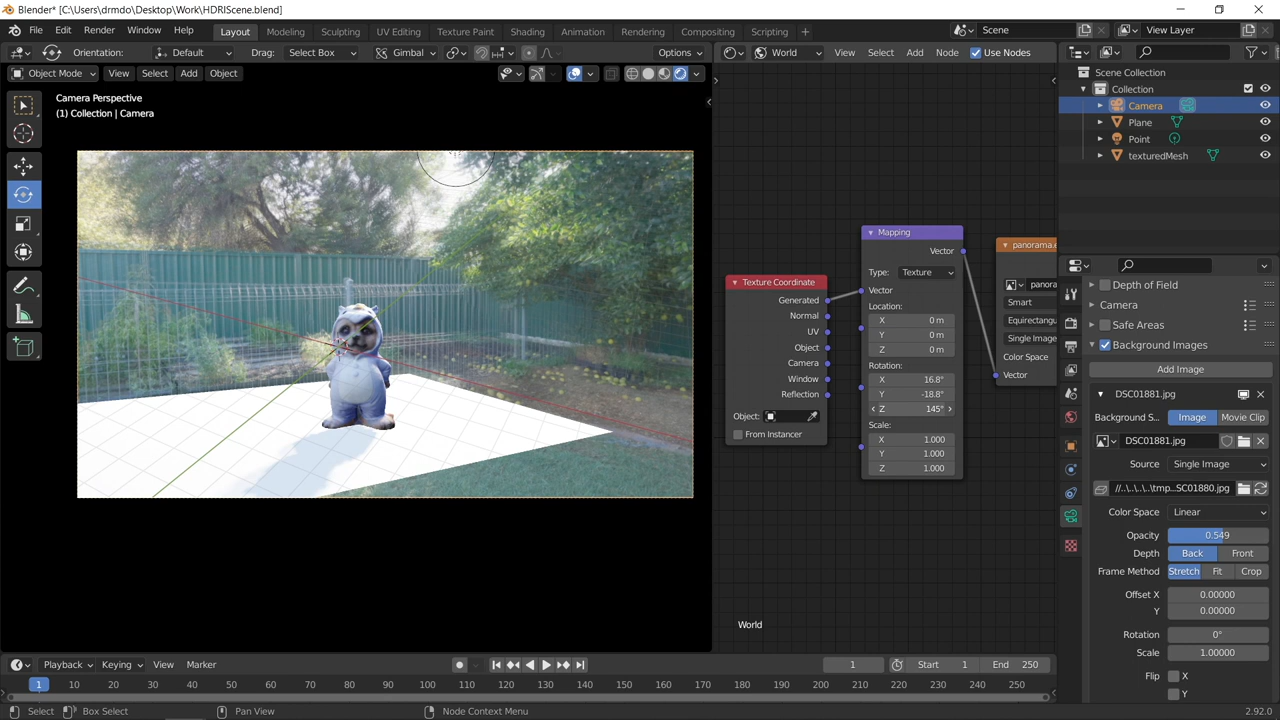 Blender* [C:\Users\drmdo\Desktop\Work\HDRIScene.blend]
File Edit Render Window Help Layout Modeling Sculpting UV Editing Texture Paint Shading Animation Rendering Compositing Scripting + Scene View Layer
Orientation: Default Drag: Select Box Gimbal Options World View Select Add Node Use Nodes
Object Mode View Select Add Object
Camera Perspective
(1) Collection | Camera
Scene Collection
Collection
Camera
Plane
Point
texturedMesh
Mapping
Vector
Type: Texture
Vector
Location:
X 0 m
Y 0 m
Z 0 m
Rotation:
X 16.8°
Y -18.8°
Z 145°
Scale:
X 1.000
Y 1.000
Z 1.000
Texture Coordinate
Generated
Normal
UV
Object
Camera
Window
Reflection
Object:
From Instancer
panorama.e
panora
Smart
Equirectangu
Single Image
Color Space
Vector
World
Depth of Field
Camera
Safe Areas
Background Images
Add Image
DSC01881.jpg
Background S... Image Movie Clip
DSC01881.jpg
Source Single Image
//..\..\..\..\tmp...SC01880.jpg
Color Space Linear
Opacity 0.549
Depth Back Front
Frame Method Stretch Fit Crop
Offset X 0.00000
Y 0.00000
Rotation 0°
Scale 1.00000
Flip X
Y
Playback Keying View Marker 1 Start 1 End 250
1 10 20 30 40 50 60 70 80 90 100 110 120 130 140 150 160 170 180 190 200 210 220 230 240 250
Select Box Select Pan View Node Context Menu 2.92.0